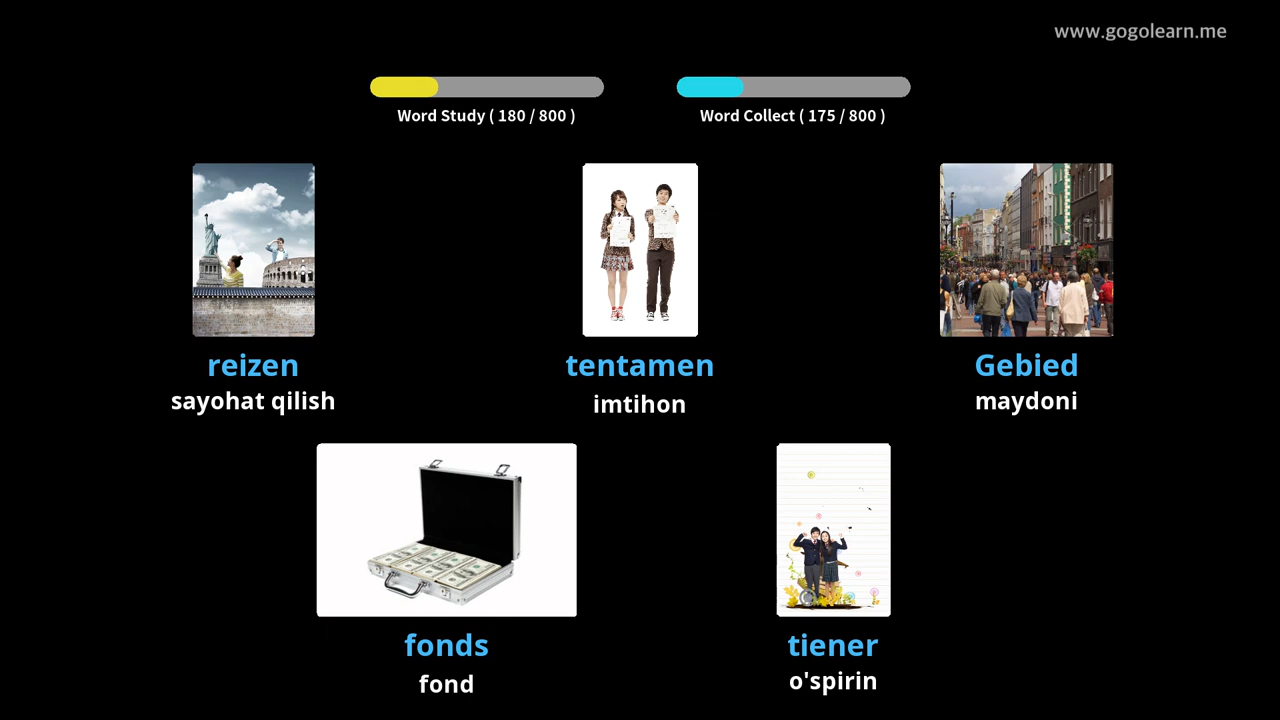 www.gogolearn.me
Word Study ( 180 / 800 )
Word Collect ( 175 / 800 )
reizen
sayohat qilish
tentamen
imtihon
Gebied
maydoni
fonds
fond
tiener
o'spirin